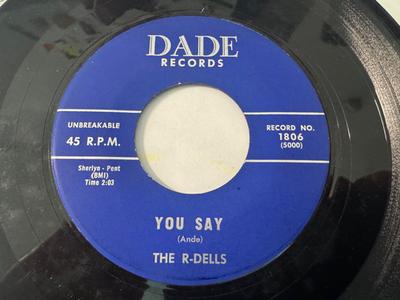 DADE
RECORDS
UNBREAKABLE
45 R.P.M.
Sherlyn - Pent
(BMI)
Time 2:03
RECORD NO.
1806
(5000)
YOU SAY
(Ande)
THE R-DELLS